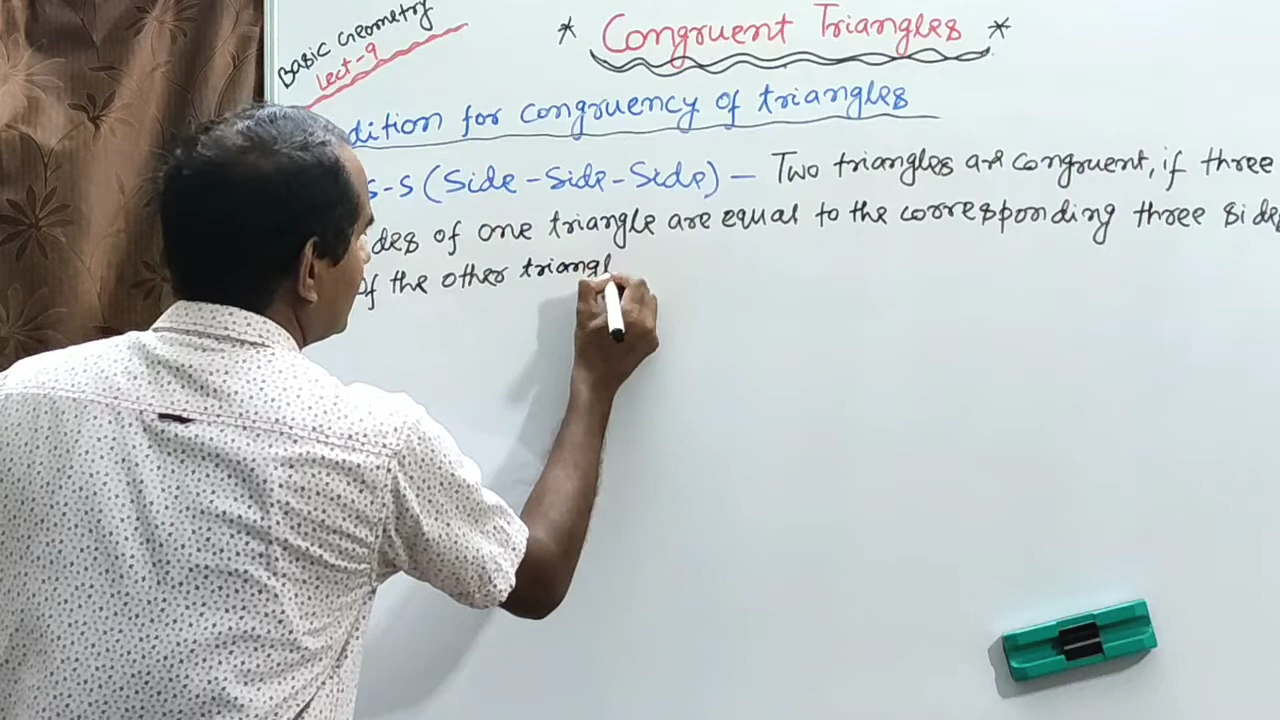 Basic Geometry
Lect-9
* Congruent Triangles *
dition for congruency of triangles
s-S (Side-Side-Side) – Two triangles are congruent, if three
des of one triangle are equal to the corresponding three sides
of the other triangl